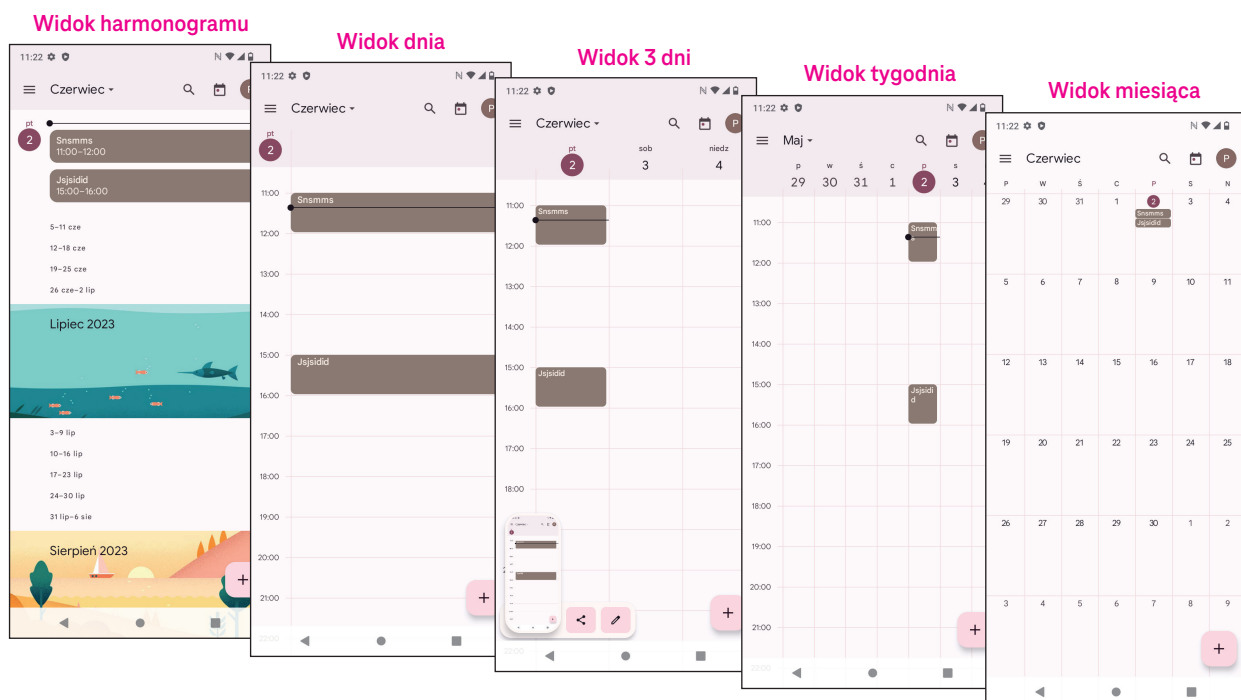 Widok harmonogramu
11:22
Czerwiec
P
pt
2
Snsmms
11:00–12:00
Jsjsidid
15:00–16:00
5–11 cze
12–18 cze
19–25 cze
26 cze–2 lip
Lipiec 2023
3–9 lip
10–16 lip
17–23 lip
24–30 lip
31 lip–6 sie
Sierpień 2023
+
Widok dnia
11:22
Czerwiec
P
pt
2
11:00
Snsmms
12:00
13:00
14:00
15:00
Jsjsidid
16:00
17:00
18:00
19:00
20:00
21:00
22:00
+
Widok 3 dni
11:22
Czerwiec
P
pt sob niedz
2 3 4
11:00
Snsmms
12:00
13:00
14:00
15:00
Jsjsidid
16:00
17:00
18:00
22:00
+
Widok tygodnia
11:22
Maj
P
p w ś c p s
29 30 31 1 2 3
11:00
Snsmm
s
12:00
13:00
14:00
15:00
Jsjsidi
d
16:00
17:00
18:00
19:00
20:00
21:00
22:00
+
Widok miesiąca
11:22
Czerwiec
P
P W Ś C P S N
29 30 31 1 2 3 4
Snsmms
Jsjsidid
5 6 7 8 9 10 11
12 13 14 15 16 17 18
19 20 21 22 23 24 25
26 27 28 29 30 1 2
3 4 5 6 7 8 9
+